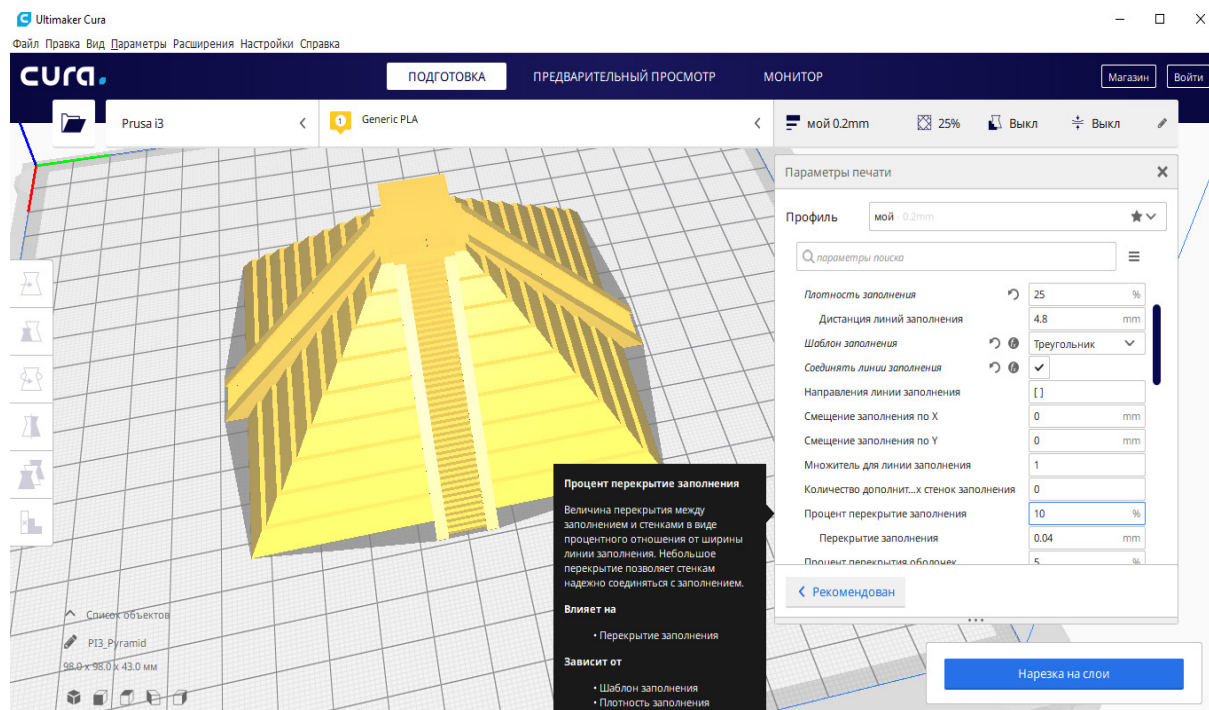 Ultimaker Cura
Файл Правка Вид Параметры Расширения Настройки Справка
cura.
ПОДГОТОВКА
ПРЕДВАРИТЕЛЬНЫЙ ПРОСМОТР
МОНИТОР
Магазин
Войти
Prusa i3
1
Generic PLA
мой 0.2mm
25%
Выкл
Выкл
Параметры печати
Профиль
мой - 0.2mm
параметры поиска
Плотность заполнения 25 %
Дистанция линий заполнения 4.8 mm
Шаблон заполнения Треугольник
Соединять линии заполнения
Направления линии заполнения [ ]
Смещение заполнения по X 0 mm
Смещение заполнения по Y 0 mm
Множитель для линии заполнения 1
Количество дополнит...х стенок заполнения 0
Процент перекрытие заполнения 10 %
Перекрытие заполнения 0.04 mm
Процент перекрытия оболочек 5 %
Рекомендован
Процент перекрытие заполнения
Величина перекрытия между
заполнением и стенками в виде
процентного отношения от ширины
линии заполнения. Небольшое
перекрытие позволяет стенкам
надежно соединяться с заполнением.
Влияет на
• Перекрытие заполнения
Зависит от
• Шаблон заполнения
• Плотность заполнения
Список объектов
PI3_Pyramid
98.0 x 98.0 x 43.0 мм
Нарезка на слои